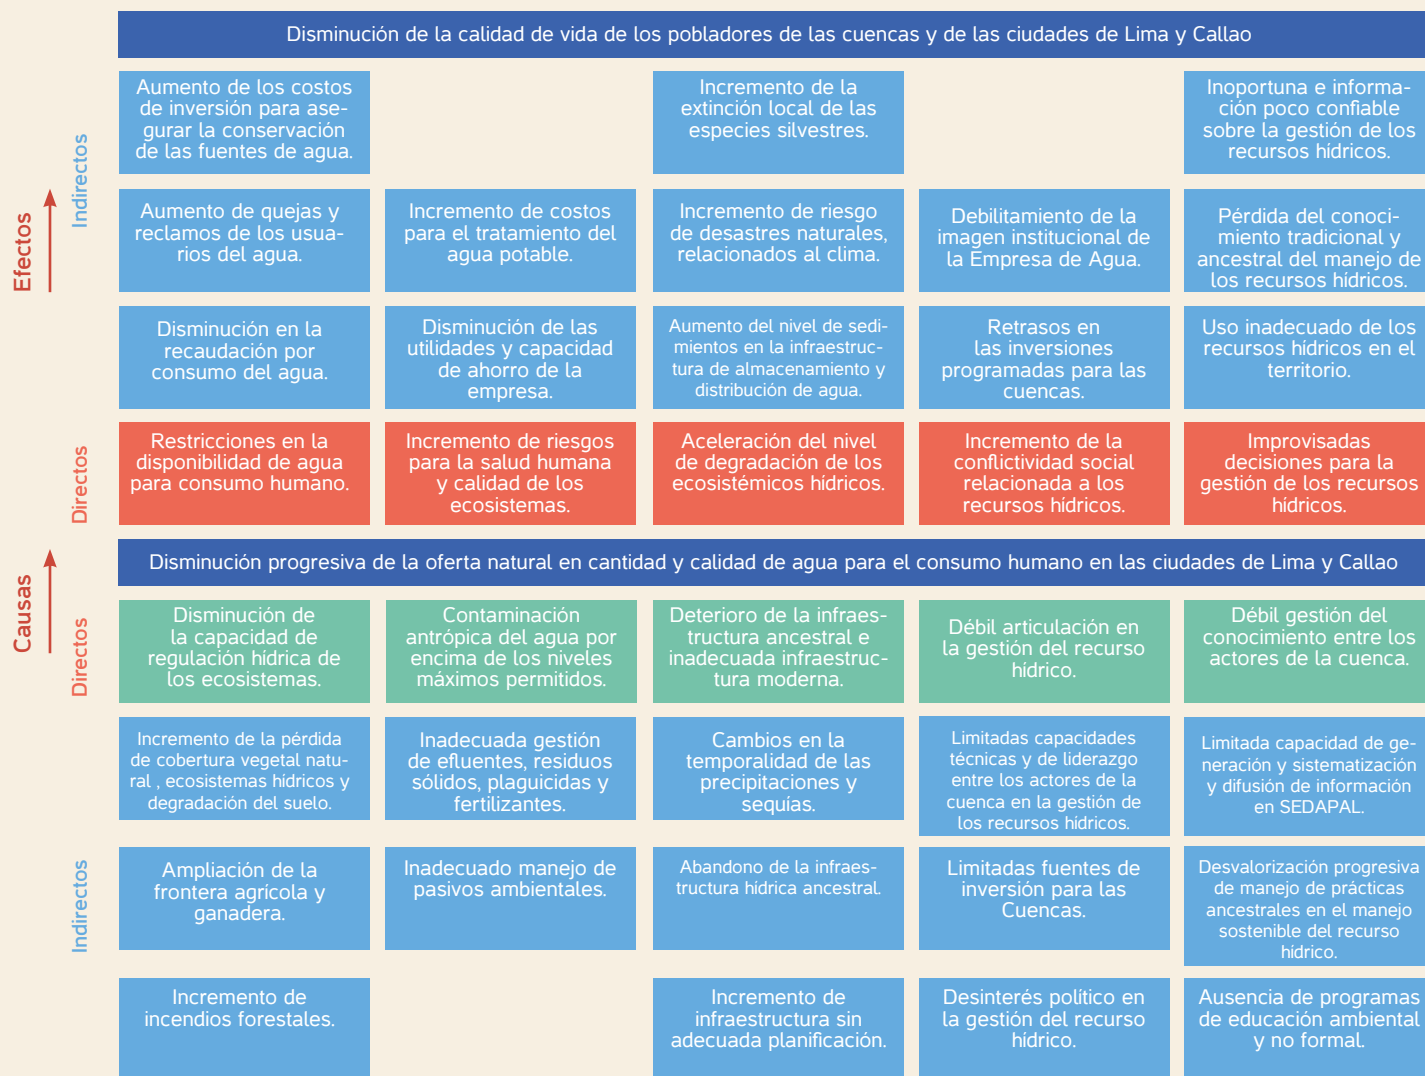 Disminución de la calidad de vida de los pobladores de las cuencas y de las ciudades de Lima y Callao
Efectos
Indirectos
Aumento de los costos
de inversión para ase-
gurar la conservación
de las fuentes de agua.
Incremento de la
extinción local de las
especies silvestres.
Inoportuna e informa-
ción poco confiable
sobre la gestión de los
recursos hídricos.
Aumento de quejas y
reclamos de los usua-
rios del agua.
Incremento de costos
para el tratamiento del
agua potable.
Incremento de riesgo
de desastres naturales,
relacionados al clima.
Debilitamiento de la
imagen institucional de
la Empresa de Agua.
Pérdida del conoci-
miento tradicional y
ancestral del manejo de
los recursos hídricos.
Disminución en la
recaudación por
consumo del agua.
Disminución de las
utilidades y capacidad
de ahorro de la
empresa.
Aumento del nivel de sedi-
mientos en la infraestruc-
tura de almacenamiento y
distribución de agua.
Retrasos en
las inversiones
programadas para las
cuencas.
Uso inadecuado de los
recursos hídricos en el
territorio.
Directos
Restricciones en la
disponibilidad de agua
para consumo humano.
Incremento de riesgos
para la salud humana
y calidad de los
ecosistemas.
Aceleración del nivel
de degradación de los
ecosistémicos hídricos.
Incremento de la
conflictividad social
relacionada a los
recursos hídricos.
Improvisadas
decisiones para la
gestión de los recursos
hídricos.
Disminución progresiva de la oferta natural en cantidad y calidad de agua para el consumo humano en las ciudades de Lima y Callao
Causas
Directos
Disminución de
la capacidad de
regulación hídrica de
los ecosistemas.
Contaminación
antrópica del agua por
encima de los niveles
máximos permitidos.
Deterioro de la infraes-
tructura ancestral e
inadecuada infraestruc-
tura moderna.
Débil articulación en
la gestión del recurso
hídrico.
Débil gestión del
conocimiento entre los
actores de la cuenca.
Indirectos
Incremento de la pérdida
de cobertura vegetal natu-
ral , ecosistemas hídricos y
degradación del suelo.
Inadecuada gestión
de efluentes, residuos
sólidos, plaguicidas y
fertilizantes.
Cambios en la
temporalidad de las
precipitaciones y
sequías.
Limitadas capacidades
técnicas y de liderazgo
entre los actores de la
cuenca en la gestión de
los recursos hídricos.
Limitada capacidad de ge-
neración y sistematización
y difusión de información
en SEDAPAL.
Ampliación de la
frontera agrícola y
ganadera.
Inadecuado manejo de
pasivos ambientales.
Abandono de la infraes-
tructura hídrica ancestral.
Limitadas fuentes de
inversión para las
Cuencas.
Desvalorización progresiva
de manejo de prácticas
ancestrales en el manejo
sostenible del recurso
hídrico.
Incremento de
incendios forestales.
Incremento de
infraestructura sin
adecuada planificación.
Desinterés político en
la gestión del recurso
hídrico.
Ausencia de programas
de educación ambiental
y no formal.